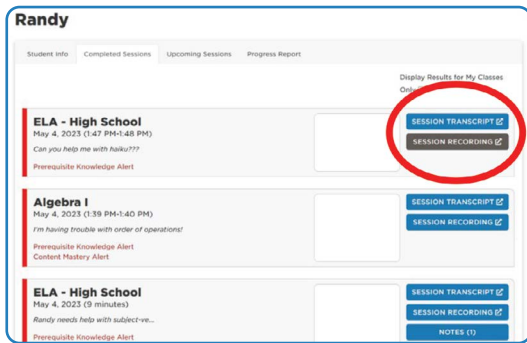 Randy
Student Info Completed Sessions Upcoming Sessions Progress Report
Display Results for My Classes
Only
ELA - High School
May 4, 2023 (1:47 PM-1:48 PM)
Can you help me with haiku???
Prerequisite Knowledge Alert
SESSION TRANSCRIPT
SESSION RECORDING
Algebra I
May 4, 2023 (1:39 PM-1:40 PM)
I'm having trouble with order of operations!
Prerequisite Knowledge Alert
Content Mastery Alert
SESSION TRANSCRIPT
SESSION RECORDING
ELA - High School
May 4, 2023 (9 minutes)
Randy needs help with subject-ve...
Prerequisite Knowledge Alert
SESSION TRANSCRIPT
SESSION RECORDING
NOTES (1)